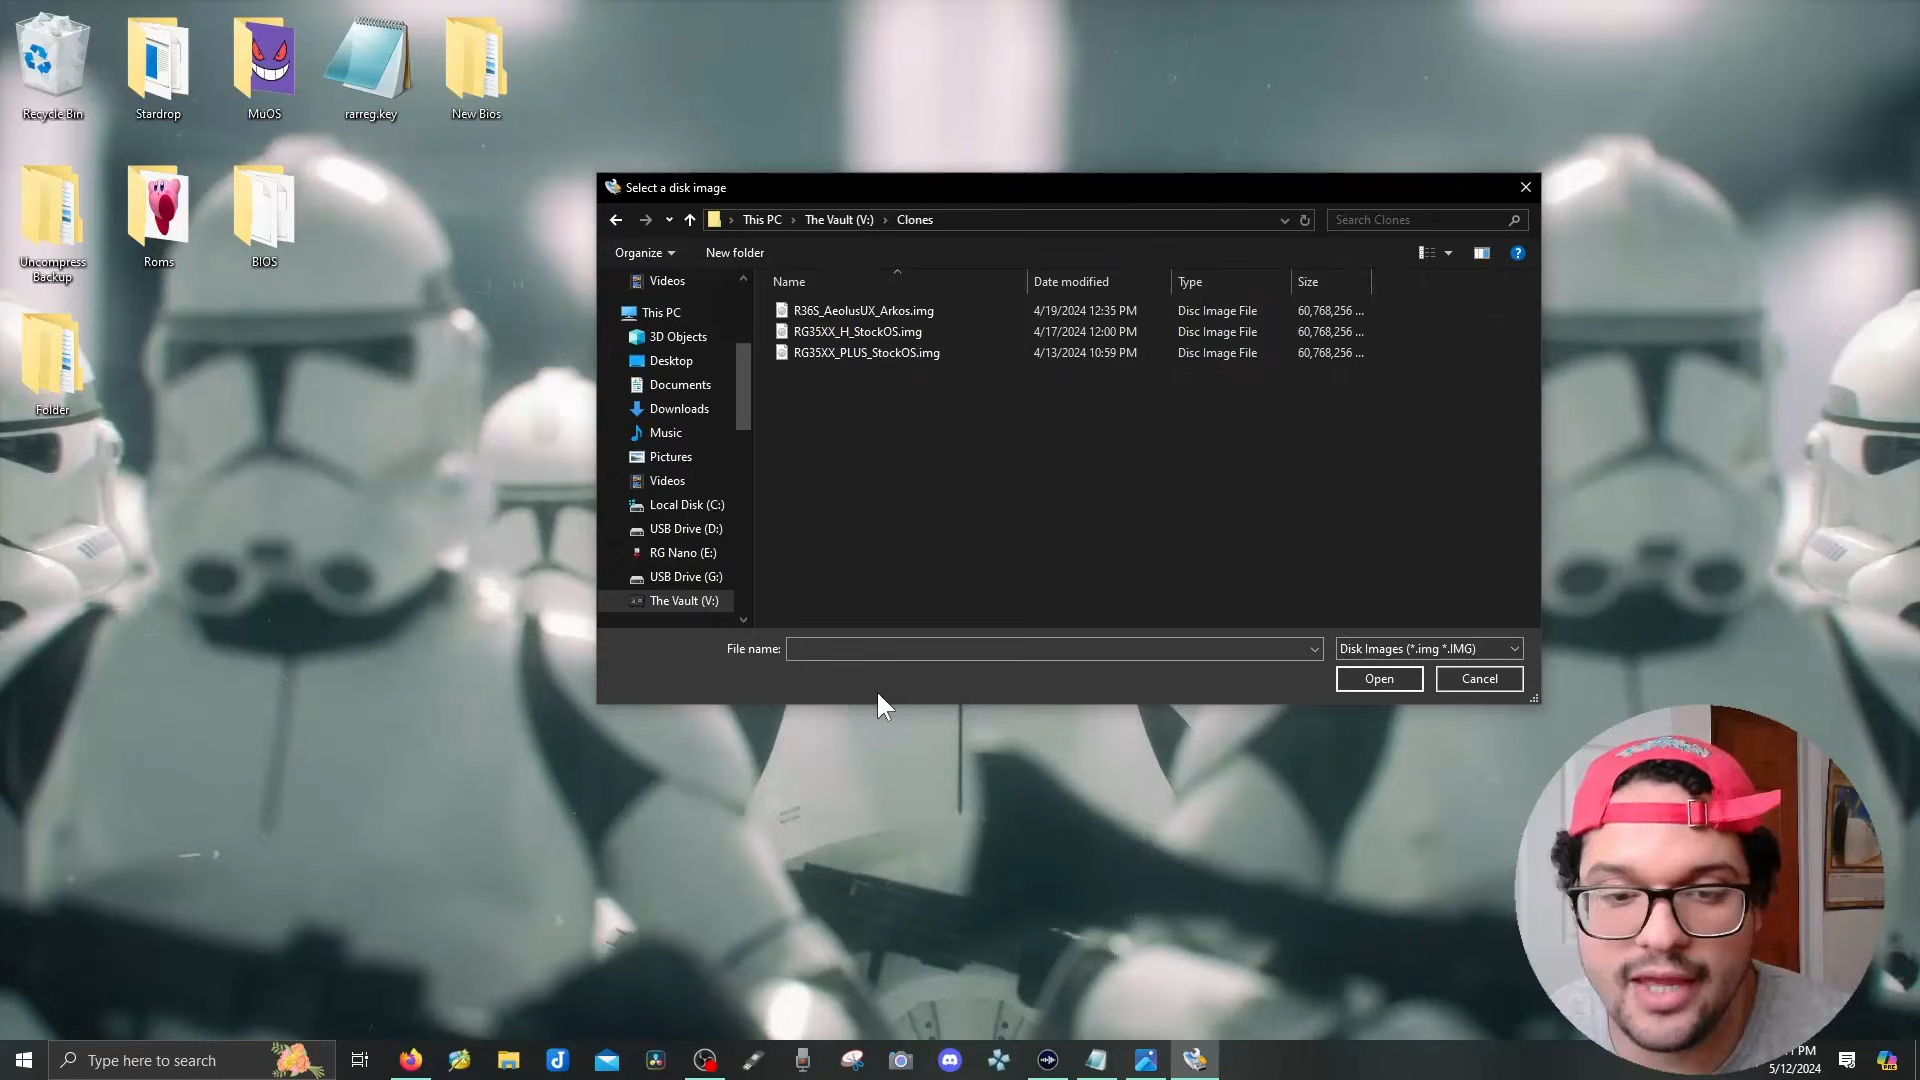 Recycle Bin
Stardrop
MuOS
rarreg.key
New Bios
Uncompress
Backup
Roms
BIOS
Folder
Select a disk image
This PC
The Vault (V:)
Clones
Search Clones
Organize
New folder
Name
Date modified
Type
Size
R36S_AeolusUX_Arkos.img
4/19/2024 12:35 PM
Disc Image File
60,768,256 ...
RG35XX_H_StockOS.img
4/17/2024 12:00 PM
Disc Image File
60,768,256 ...
RG35XX_PLUS_StockOS.img
4/13/2024 10:59 PM
Disc Image File
60,768,256 ...
Videos
This PC
3D Objects
Desktop
Documents
Downloads
Music
Pictures
Videos
Local Disk (C:)
USB Drive (D:)
RG Nano (E:)
USB Drive (G:)
The Vault (V:)
File name:
Disk Images (*.img *.IMG)
Open
Cancel
Type here to search
PM
5/12/2024